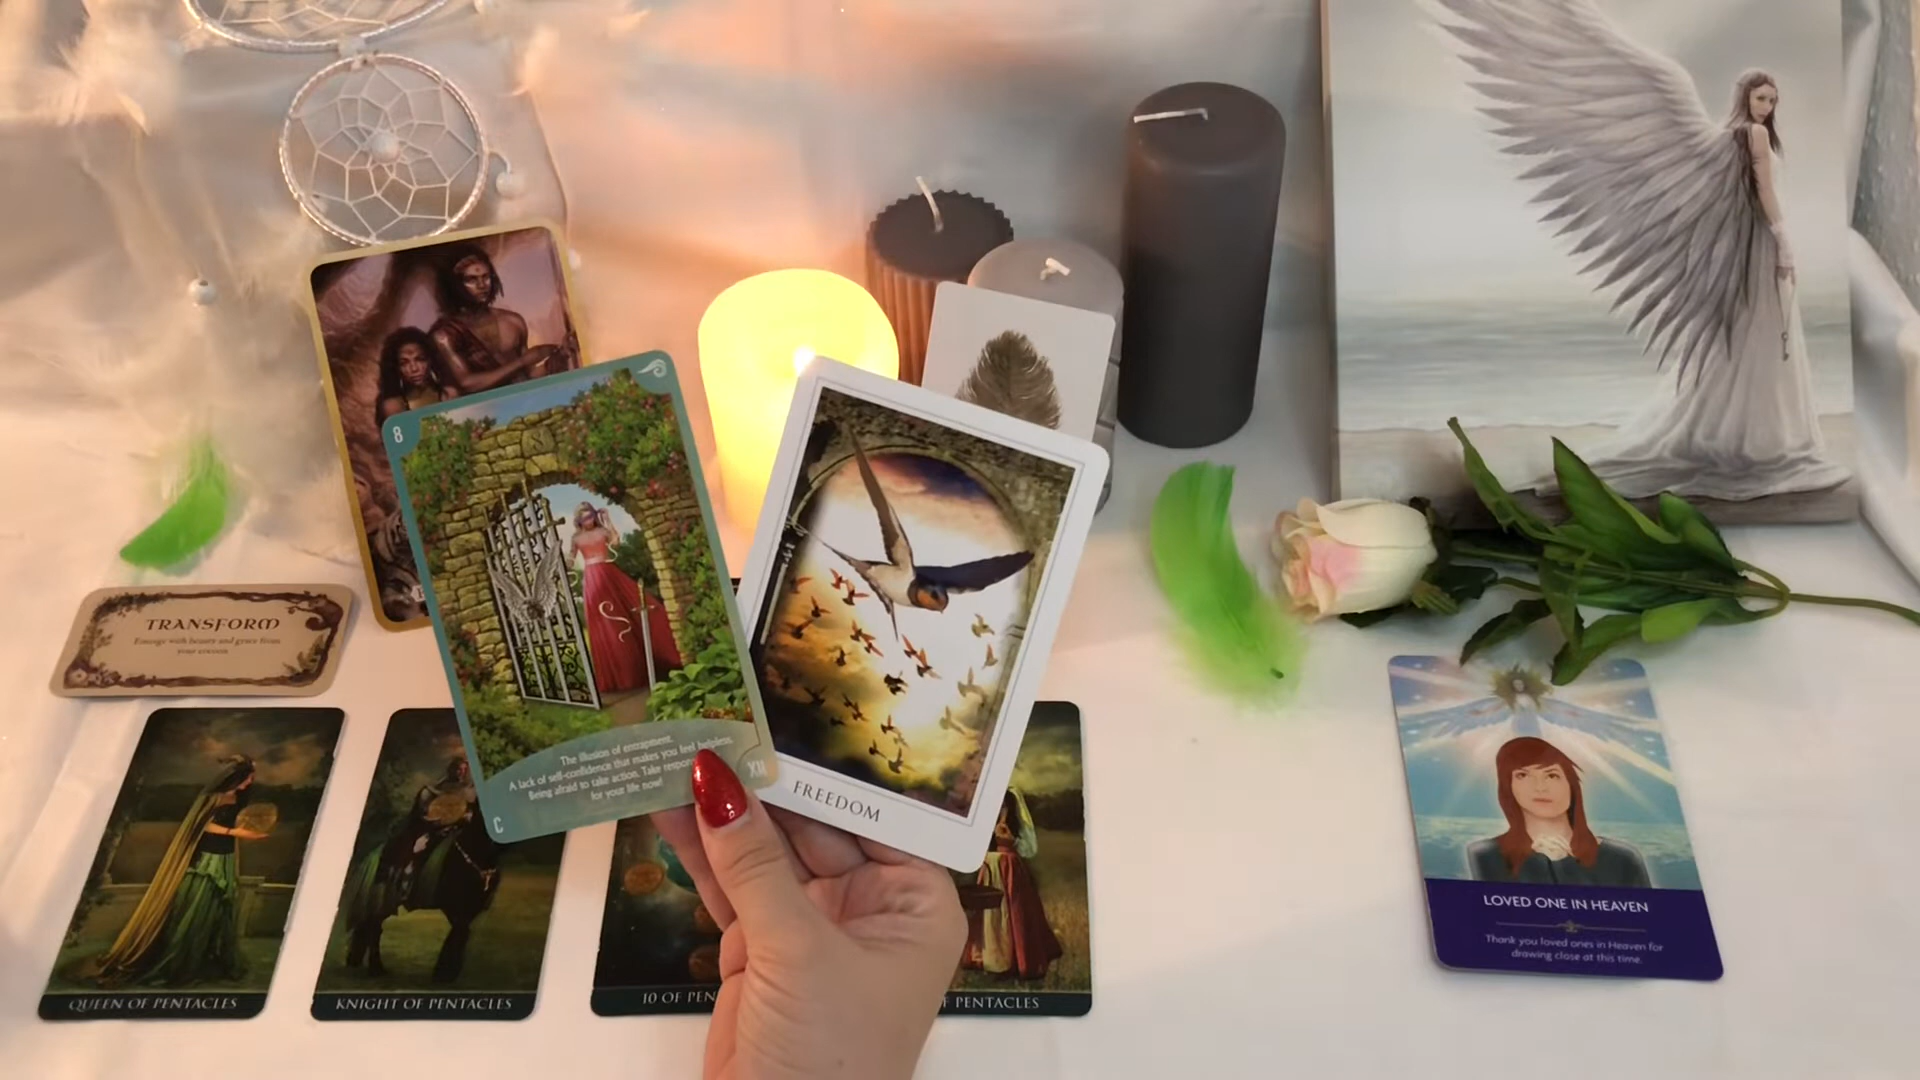 8
The illusion of entrapment.
A lack of self-confidence that makes you feel helpless.
Being afraid to take action. Take
for your life now!
XII
C
FREEDOM
TRANSFORM
Emerge with beauty and grace from
your cocoon
QUEEN OF PENTACLES
KNIGHT OF PENTACLES
10 OF
PENTACLES
LOVED ONE IN HEAVEN
Thank you loved ones in Heaven for
drawing close at this time.